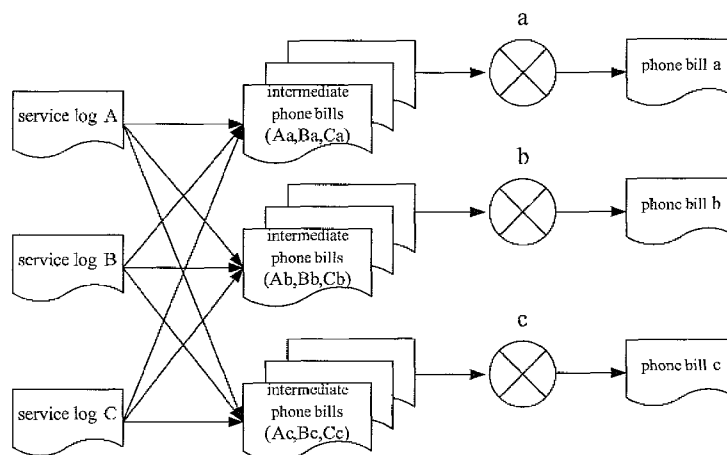 a
phone bill a
intermediate
phone bills
(Aa,Ba,Ca)
service log A
b
phone bill b
service log B
intermediate
phone bills
(Ab,Bb,Cb)
c
phone bill c
service log C
intermediate
phone bills
(Ac,Bc,Cc)